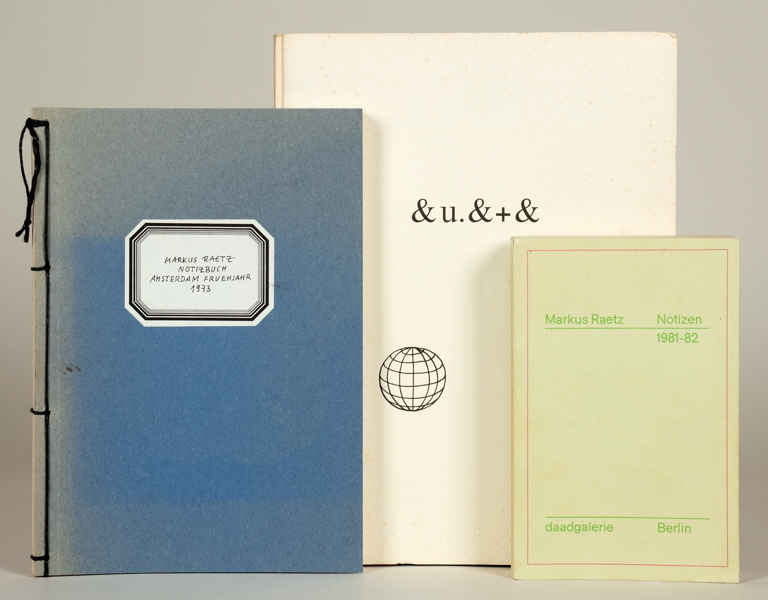 MARKUS RAETZ
NOTIZBUCH
AMSTERDAM FRUEHJAHR
1973
& u. & + &
Markus Raetz Notizen
1981-82
daadgalerie Berlin